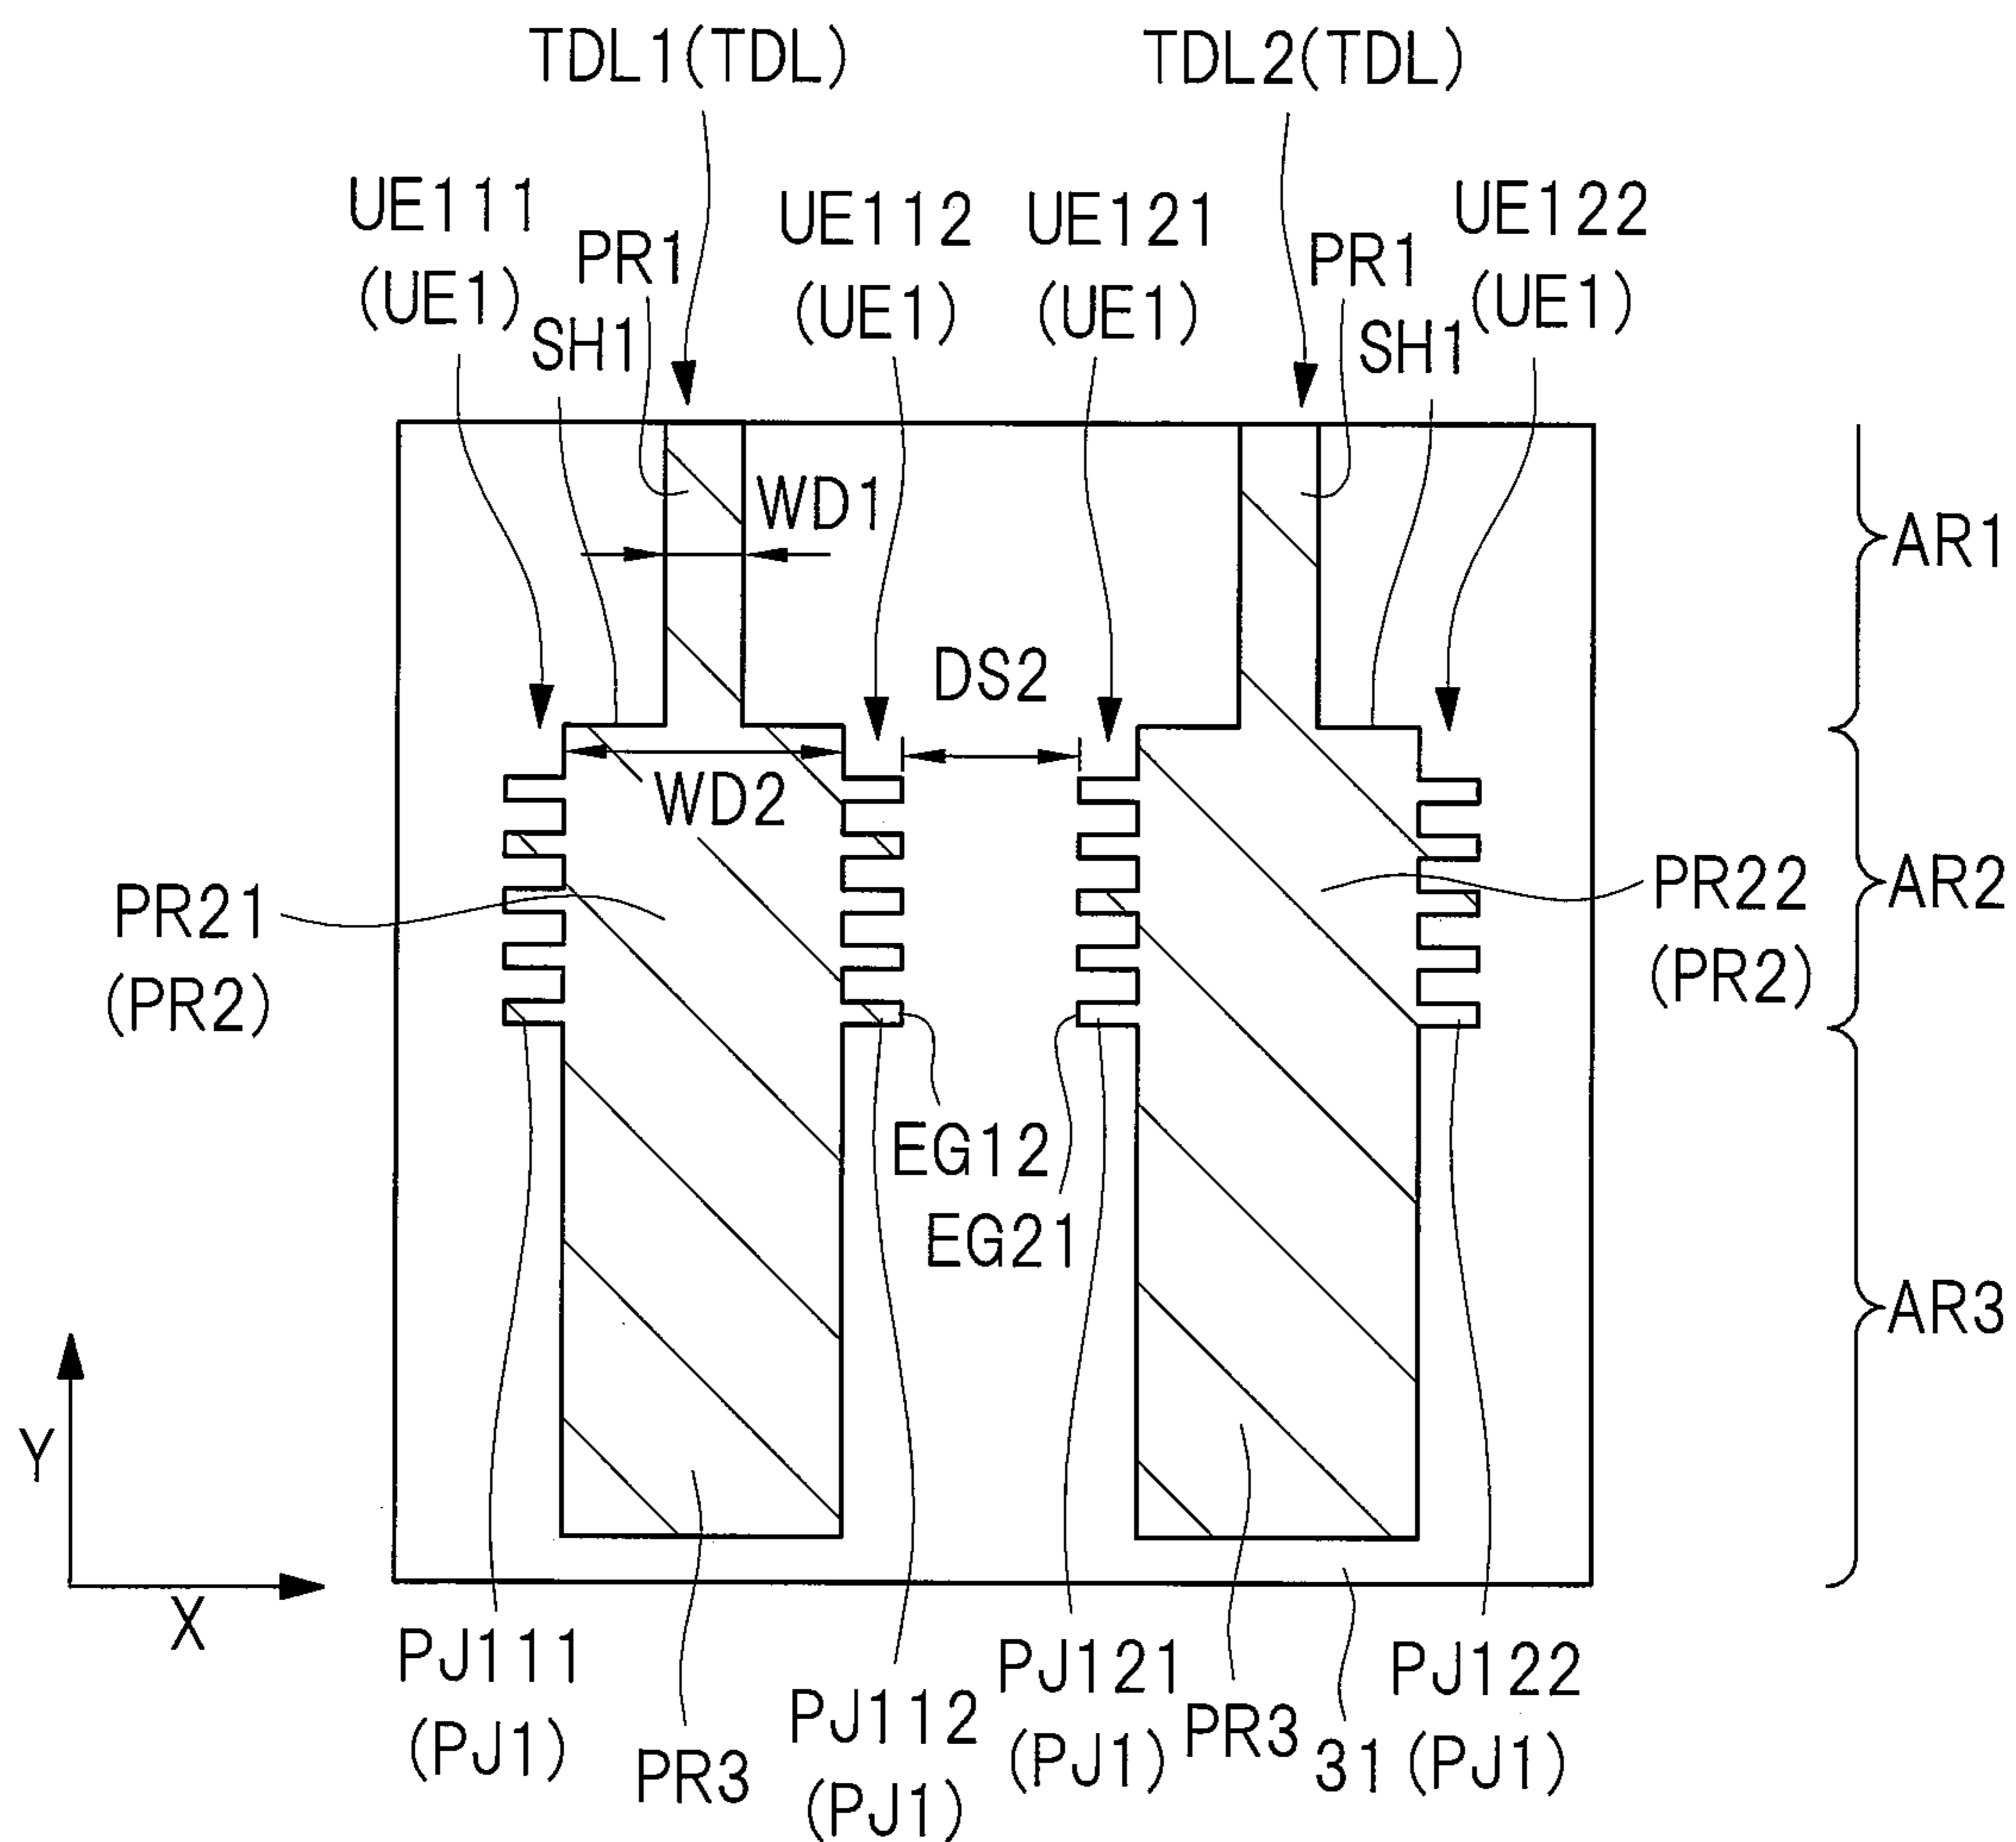 TDL1(TDL)
TDL2(TDL)
UE111
(UE1)
PR1
SH1
UE112
(UE1)
UE121
(UE1)
PR1
SH1
UE122
(UE1)
WD1
AR1
DS2
WD2
PR21
(PR2)
PR22
(PR2)
AR2
EG12
EG21
AR3
Y
X
PJ111
(PJ1)
PR3
PJ112
(PJ1)
PJ121
(PJ1)
PR3
31
PJ122
(PJ1)